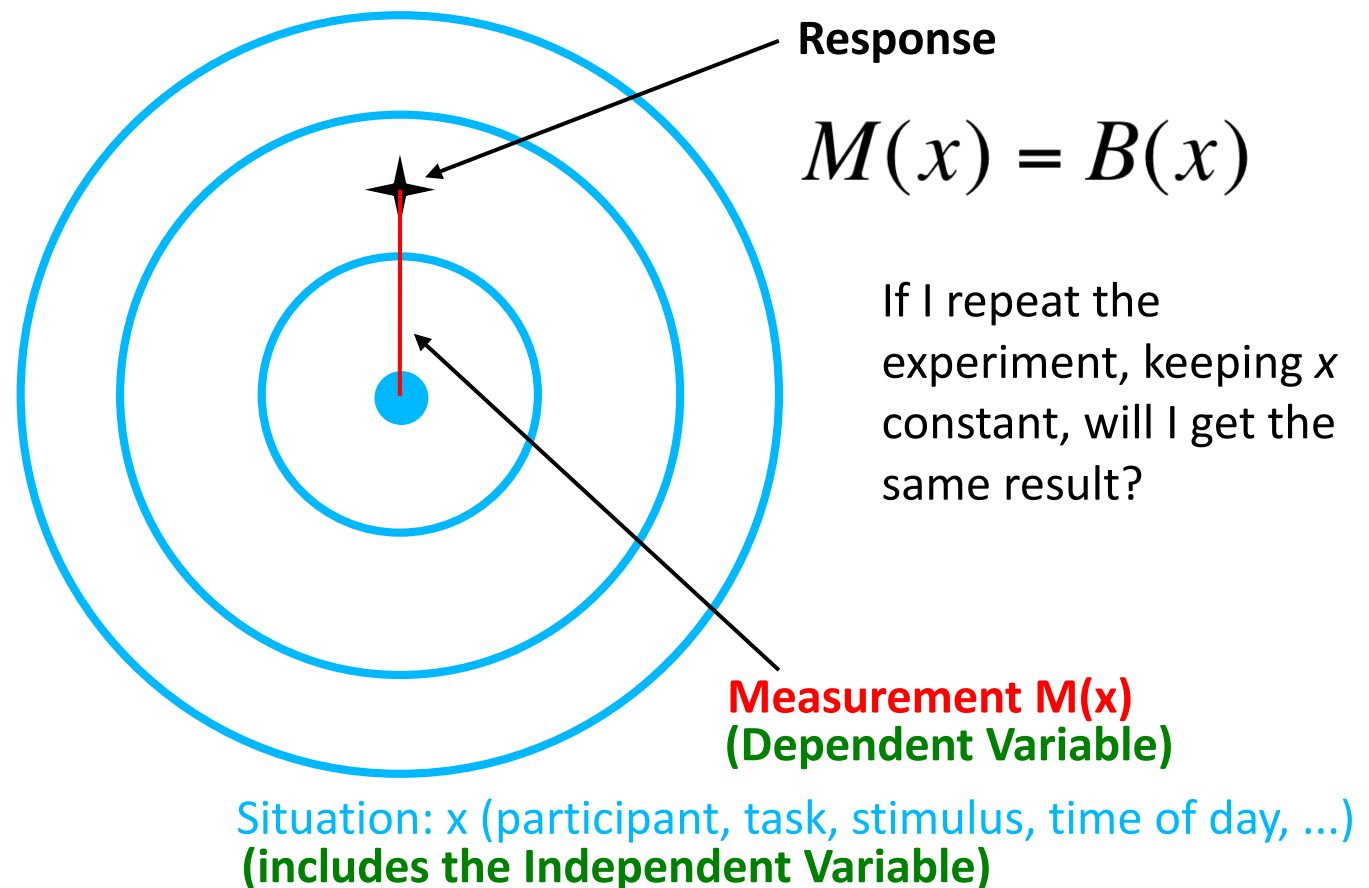 Response
M(x) = B(x)
If I repeat the
experiment, keeping x
constant, will I get the
same result?
Measurement M(x)
(Dependent Variable)
Situation: x (participant, task, stimulus, time of day, ...)
(includes the Independent Variable)